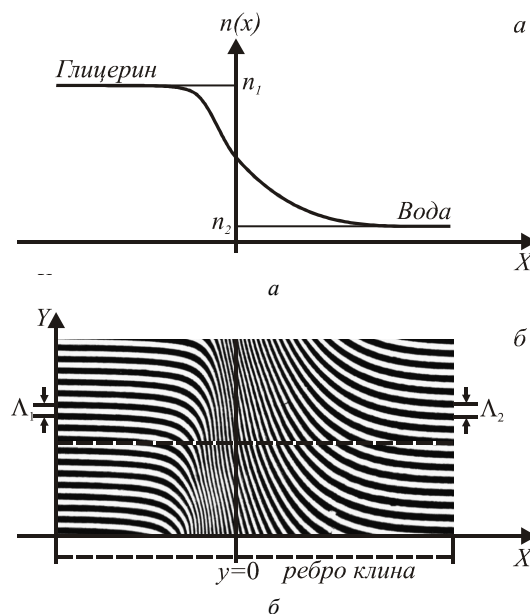 n(x)
а
Глицерин
n₁
n₂
Вода
X
а
Y
б
Λ₁
Λ₂
X
y=0 ребро клина
б